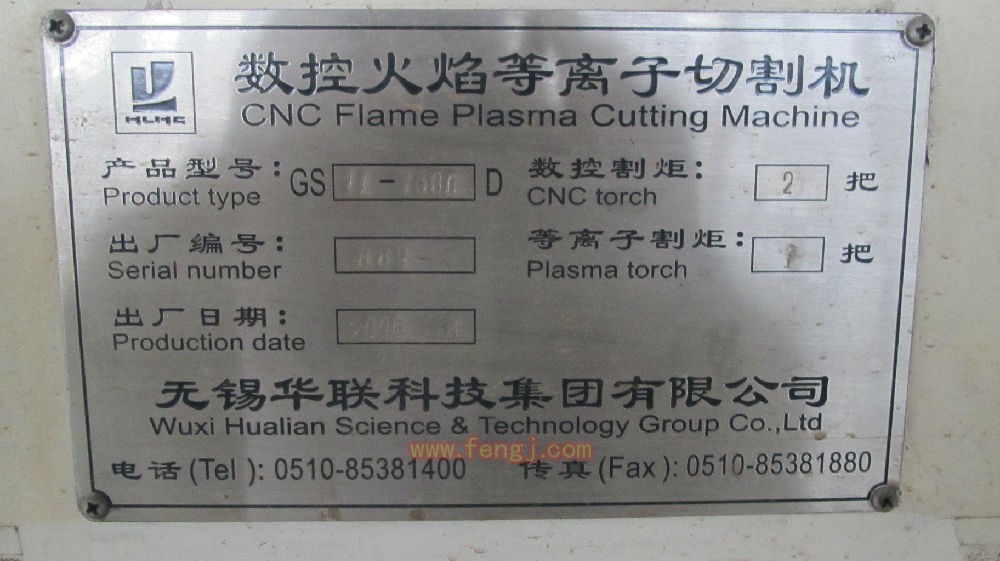 HLMC
数控火焰等离子切割机
CNC Flame Plasma Cutting Machine
产品型号: GS D
Product type
数控割炬: 2 把
CNC torch
出厂编号:
Serial number
等离子割炬: 把
Plasma torch
出厂日期:
Production date
无锡华联科技集团有限公司
Wuxi Hualian Science & Technology Group Co.,Ltd
www.fengj.com
电话(Tel): 0510-85381400 传真(Fax): 0510-85381880